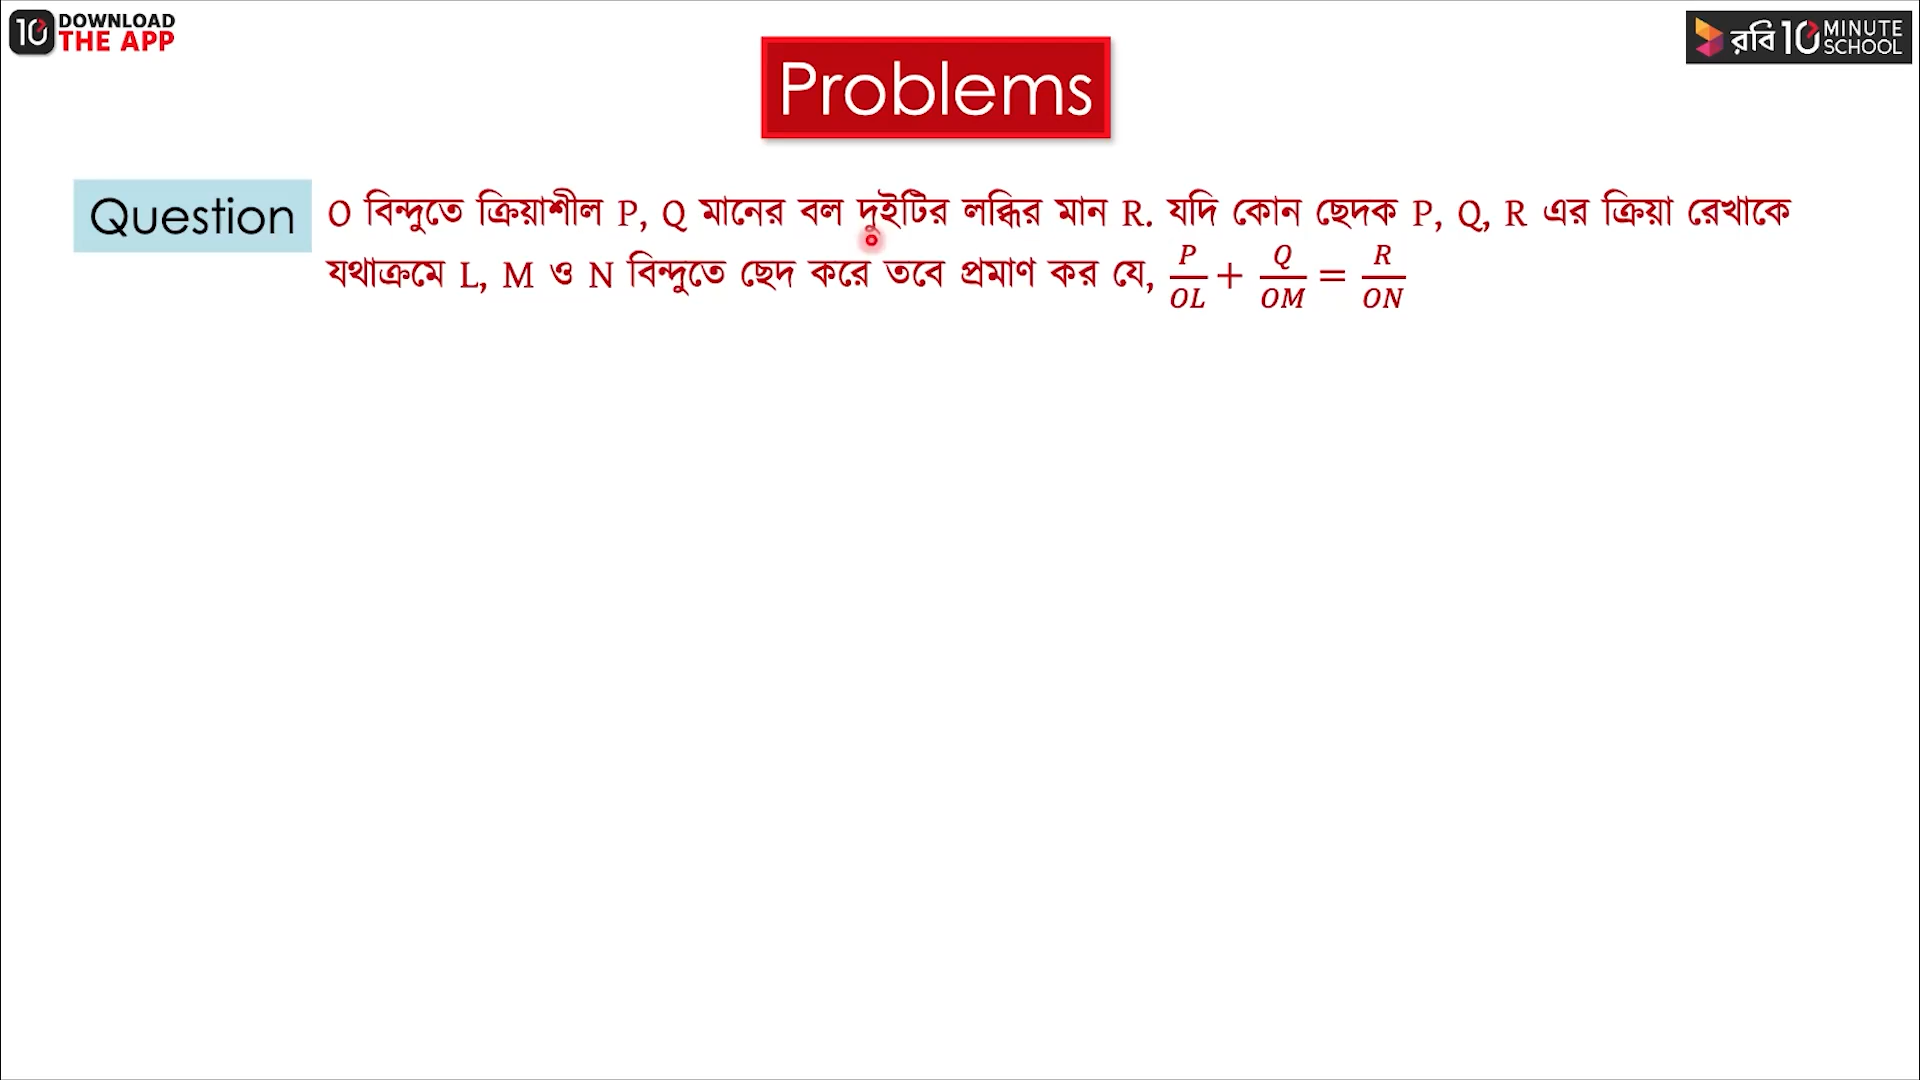 10 DOWNLOAD THE APP
রবি 10 MINUTE SCHOOL
Problems
Question
O বিন্দুতে ক্রিয়াশীল P, Q মানের বল দুইটির লব্ধির মান R. যদি কোন ছেদক P, Q, R এর ক্রিয়া রেখাকে
যথাক্রমে L, M ও N বিন্দুতে ছেদ করে তবে প্রমাণ কর যে, P/OL + Q/OM = R/ON